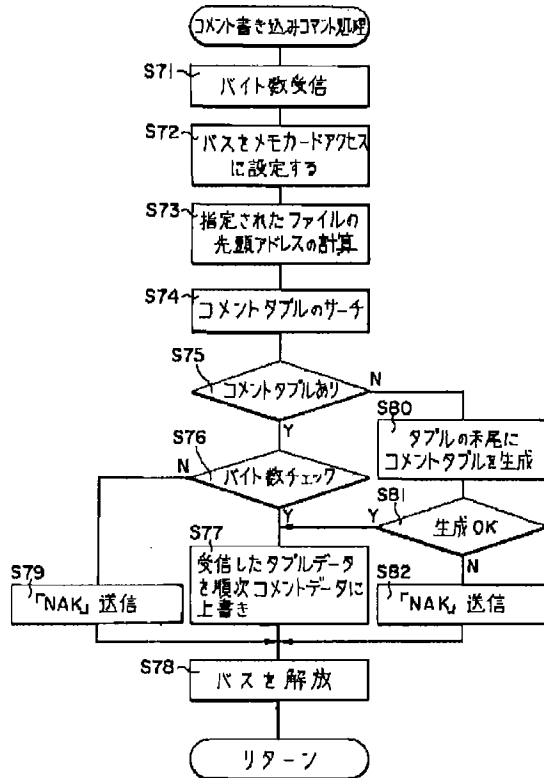 コメント書き込みコマンド処理
S71
バイト数受信
S72
バスをメモカードアクセス
に設定する
S73
指定されたファイルの
先頭アドレスの計算
S74
コメントタブルのサーチ
S75
コメントタブルあり
N
Y
S80
タブルの末尾に
コメントタブルを生成
S76
N
バイト数チェック
Y
S81
Y
生成OK
N
S77
受信したタブルデータ
を順次コメントデータに
上書き
S79
「NAK」送信
S82
「NAK」送信
S78
バスを解放
リターン